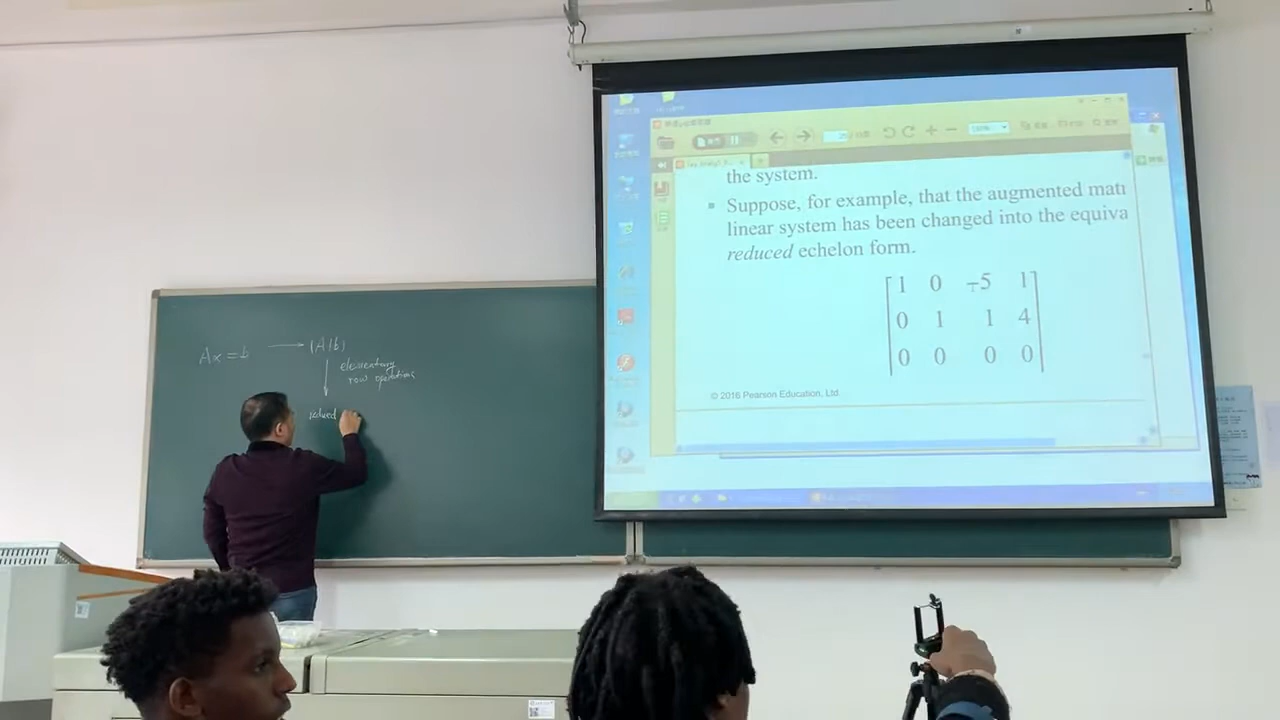 Ax = b → (A|b)
elementary
row operations
reduced
the system.
Suppose, for example, that the augmented matr
linear system has been changed into the equiva
reduced echelon form.
1 0 -5 1
0 1 1 4
0 0 0 0
© 2016 Pearson Education, Ltd.